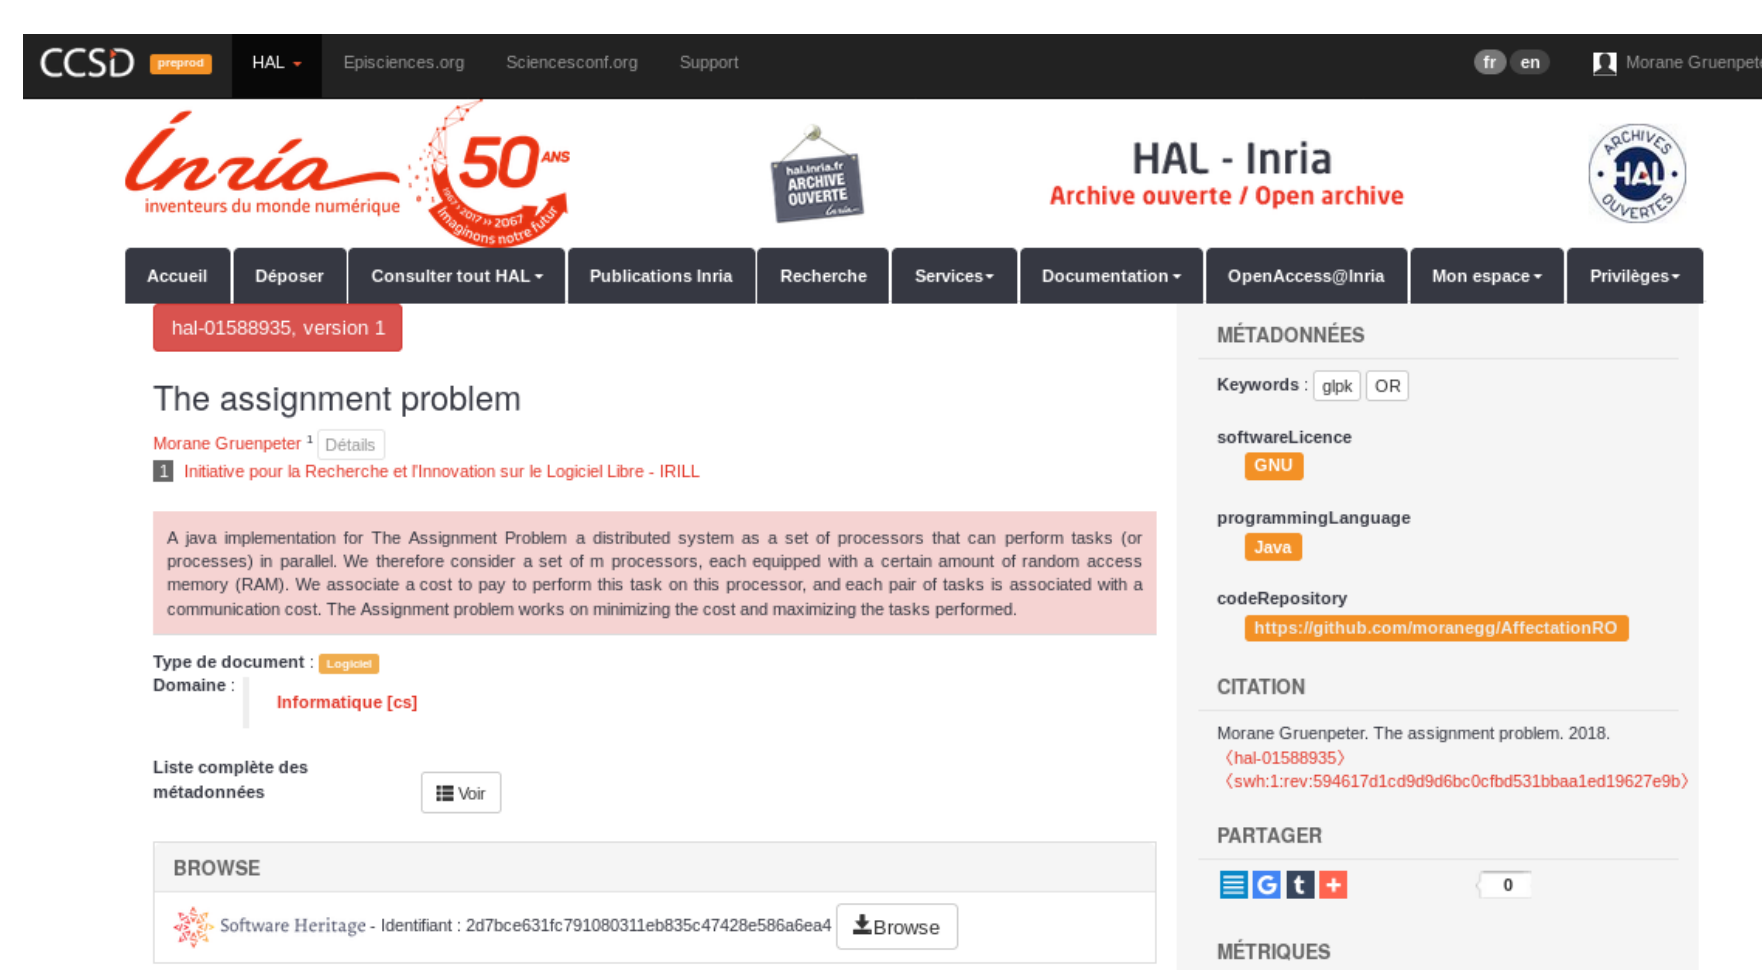 CCSD preprod HAL Episciences.org Sciencesconf.org Support fr en Morane Gruenpete
Inria
inventeurs du monde numérique
50 ANS
1967 › 2017 ›› 2067
Imaginons notre futur
hal.inria.fr
ARCHIVE
OUVERTE
Inria
HAL - Inria
Archive ouverte / Open archive
ARCHIVES
HAL
OUVERTES
Accueil Déposer Consulter tout HAL Publications Inria Recherche Services Documentation OpenAccess@Inria Mon espace Privilèges
hal-01588935, version 1
The assignment problem
Morane Gruenpeter 1 Détails
1 Initiative pour la Recherche et l'Innovation sur le Logiciel Libre - IRILL
A java implementation for The Assignment Problem a distributed system as a set of processors that can perform tasks (or
processes) in parallel. We therefore consider a set of m processors, each equipped with a certain amount of random access
memory (RAM). We associate a cost to pay to perform this task on this processor, and each pair of tasks is associated with a
communication cost. The Assignment problem works on minimizing the cost and maximizing the tasks performed.
Type de document : Logiciel
Domaine :
Informatique [cs]
Liste complète des
métadonnées
Voir
BROWSE
Software Heritage - Identifiant : 2d7bce631fc791080311eb835c47428e586a6ea4 Browse
MÉTADONNÉES
Keywords : glpk OR
softwareLicence
GNU
programmingLanguage
Java
codeRepository
https://github.com/moranegg/AffectationRO
CITATION
Morane Gruenpeter. The assignment problem. 2018.
〈hal-01588935〉
〈swh:1:rev:594617d1cd9d9d6bc0cfbd531bbaa1ed19627e9b〉
PARTAGER
G t + 0
MÉTRIQUES